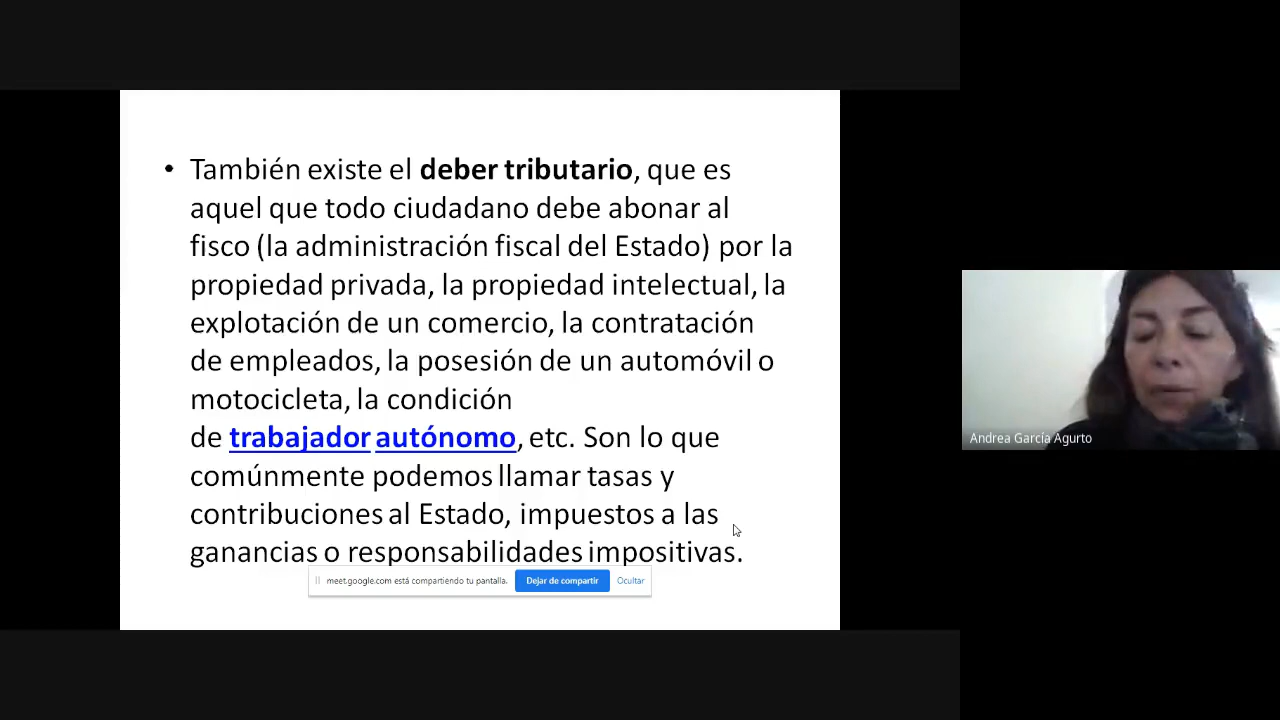 • También existe el deber tributario, que es
aquel que todo ciudadano debe abonar al
fisco (la administración fiscal del Estado) por la
propiedad privada, la propiedad intelectual, la
explotación de un comercio, la contratación
de empleados, la posesión de un automóvil o
motocicleta, la condición
de trabajador autónomo, etc. Son lo que
comúnmente podemos llamar tasas y
contribuciones al Estado, impuestos a las
ganancias o responsabilidades impositivas.
meet.google.com está compartiendo tu pantalla. Dejar de compartir Ocultar
Andrea García Agurto